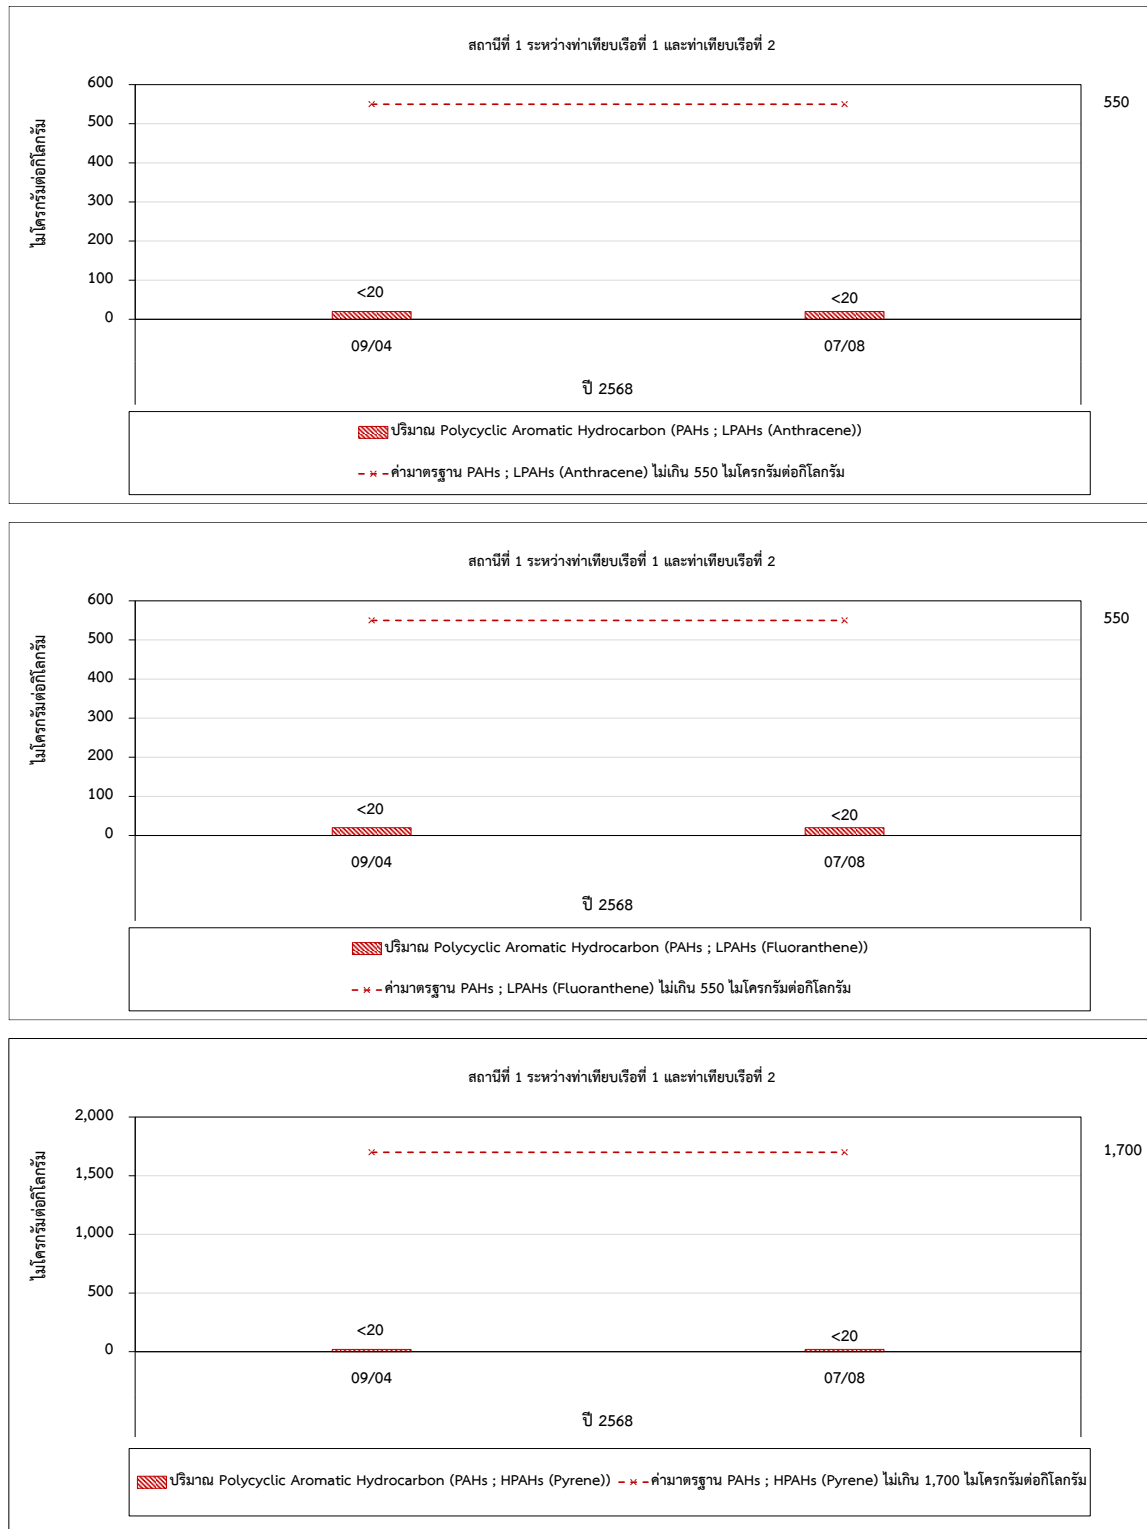 สถานีที่ 1 ระหว่างท่าเทียบเรือที่ 1 และท่าเทียบเรือที่ 2
ไมโครกรัมต่อกิโลกรัม
600
500
400
300
200
100
0
550
<20
<20
09/04
07/08
ปี 2568
ปริมาณ Polycyclic Aromatic Hydrocarbon (PAHs ; LPAHs (Anthracene))
ค่ามาตรฐาน PAHs ; LPAHs (Anthracene) ไม่เกิน 550 ไมโครกรัมต่อกิโลกรัม
สถานีที่ 1 ระหว่างท่าเทียบเรือที่ 1 และท่าเทียบเรือที่ 2
ไมโครกรัมต่อกิโลกรัม
600
500
400
300
200
100
0
550
<20
<20
09/04
07/08
ปี 2568
ปริมาณ Polycyclic Aromatic Hydrocarbon (PAHs ; LPAHs (Fluoranthene))
ค่ามาตรฐาน PAHs ; LPAHs (Fluoranthene) ไม่เกิน 550 ไมโครกรัมต่อกิโลกรัม
สถานีที่ 1 ระหว่างท่าเทียบเรือที่ 1 และท่าเทียบเรือที่ 2
ไมโครกรัมต่อกิโลกรัม
2,000
1,500
1,000
500
0
1,700
<20
<20
09/04
07/08
ปี 2568
ปริมาณ Polycyclic Aromatic Hydrocarbon (PAHs ; HPAHs (Pyrene)) ค่ามาตรฐาน PAHs ; HPAHs (Pyrene) ไม่เกิน 1,700 ไมโครกรัมต่อกิโลกรัม